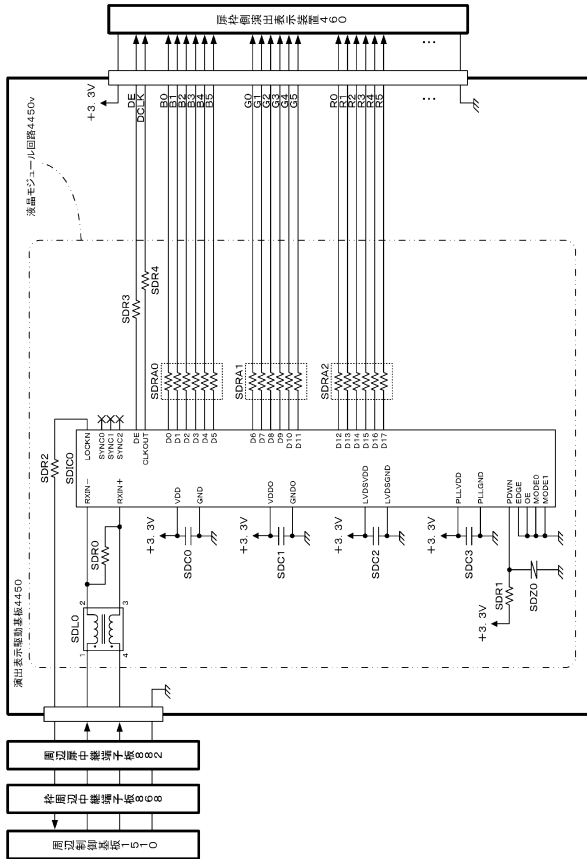 扉枠側演出表示装置460
+3. 3V
DE
DCLK
B0
B1
B2
B3
B4
B5
G0
G1
G2
G3
G4
G5
R0
R1
R2
R3
R4
R5
…
…
液晶モジュール回路4450v
SDR3
SDR4
SDRA0
SDRA1
SDRA2
演出表示駆動基板4450
SDR2
SDIC0
LOCKN
SYNC0
SYNC1
SYNC2
DE
CLKOUT
D0
D1
D2
D3
D4
D5
D6
D7
D8
D9
D10
D11
D12
D13
D14
D15
D16
D17
RXIN−
RXIN+
VDD
GND
VDDO
GNDO
LVDSVDD
LVDSGND
PLLVDD
PLLGND
PDWN
EDGE
OE
MODE0
MODE1
SDR0
SDL0
1
2
3
4
+3. 3V
SDC0
+3. 3V
SDC1
+3. 3V
SDC2
+3. 3V
SDC3
+3. 3V
SDR1
SDZ0
周辺扉中継端子板882
枠周辺中継端子板868
周辺制御基板1510